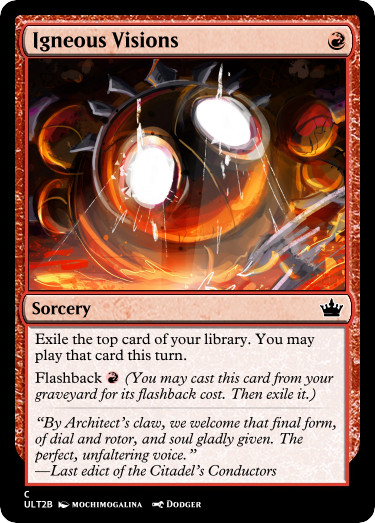 Igneous Visions
Sorcery
Exile the top card of your library. You may
play that card this turn.
Flashback (You may cast this card from your
graveyard for its flashback cost. Then exile it.)
“By Architect’s claw, we welcome that final form,
of dial and rotor, and soul gladly given. The
perfect, unfaltering voice.”
—Last edict of the Citadel’s Conductors
C
ULT2B MOCHIMOGALINA DODGER